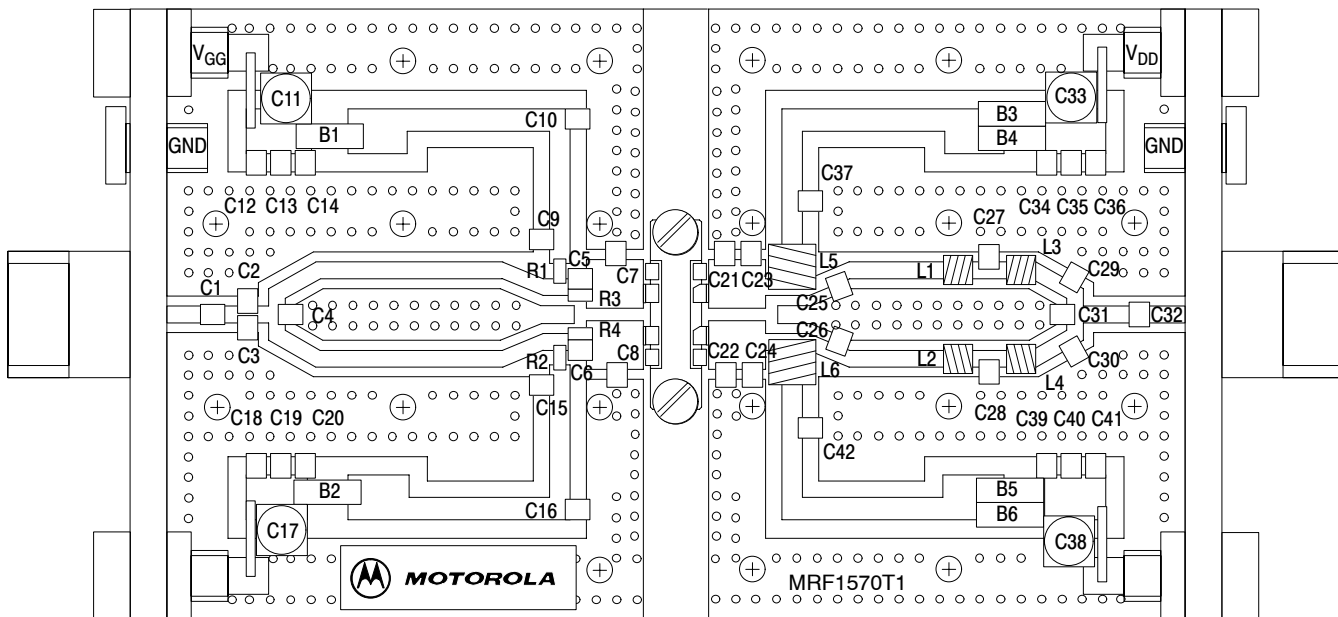 VGG
C11
B1
C10
GND
C12 C13 C14
C9
C5
R1
C7
R3
C2
C1
C4
C3
R4
C8
R2
C6
C15
C18 C19 C20
B2
C16
C17
MOTOROLA
VDD
C33
B3
B4
GND
C37
C34 C35 C36
C27
L3
C29
L5
L1
C21 C23
C25
C31
C32
C26
C22 C24
L6
L2
C30
L4
C28
C39 C40 C41
C42
B5
B6
C38
MRF1570T1